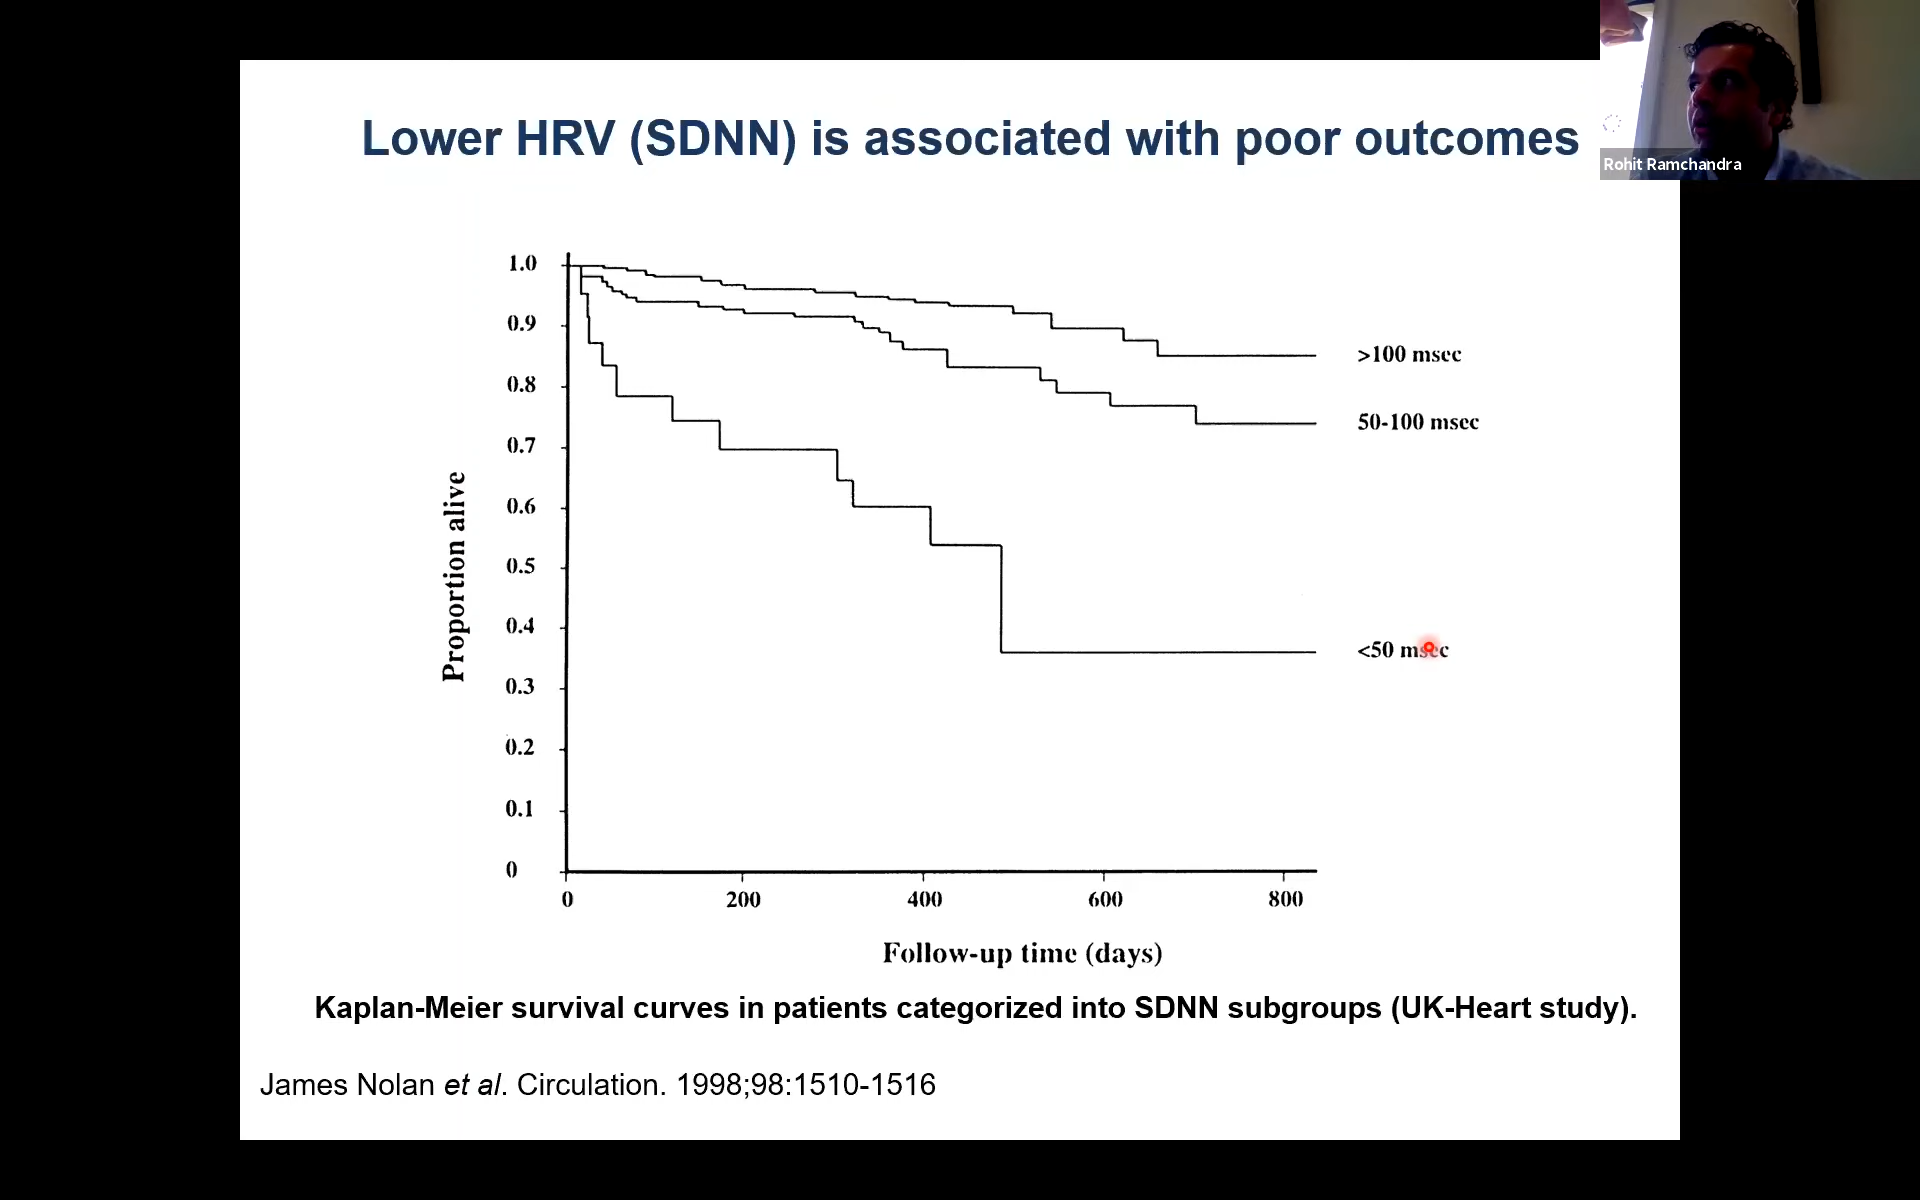 Lower HRV (SDNN) is associated with poor outcomes
Rohit Ramchandra
1.0
0.9
0.8
0.7
0.6
0.5
0.4
0.3
0.2
0.1
0
Proportion alive
>100 msec
50-100 msec
<50 msec
0 200 400 600 800
Follow-up time (days)
Kaplan-Meier survival curves in patients categorized into SDNN subgroups (UK-Heart study).
James Nolan et al. Circulation. 1998;98:1510-1516